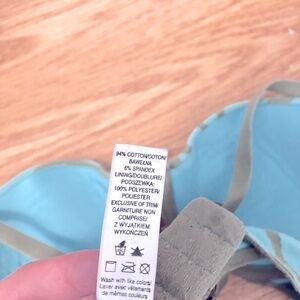 94% COTTON/COTON/
BAWEŁNA
6% SPANDEX
LINING/DOUBLURE/
PODSZEWKA:
100% POLYESTER/
POLIESTER
EXCLUSIVE OF TRIM/
GARNITURE NON
COMPRISE/
Z WYJĄTKIEM
WYKOŃCZEŃ
Wash with like colors/
Laver avec vêtements
de mêmes couleurs